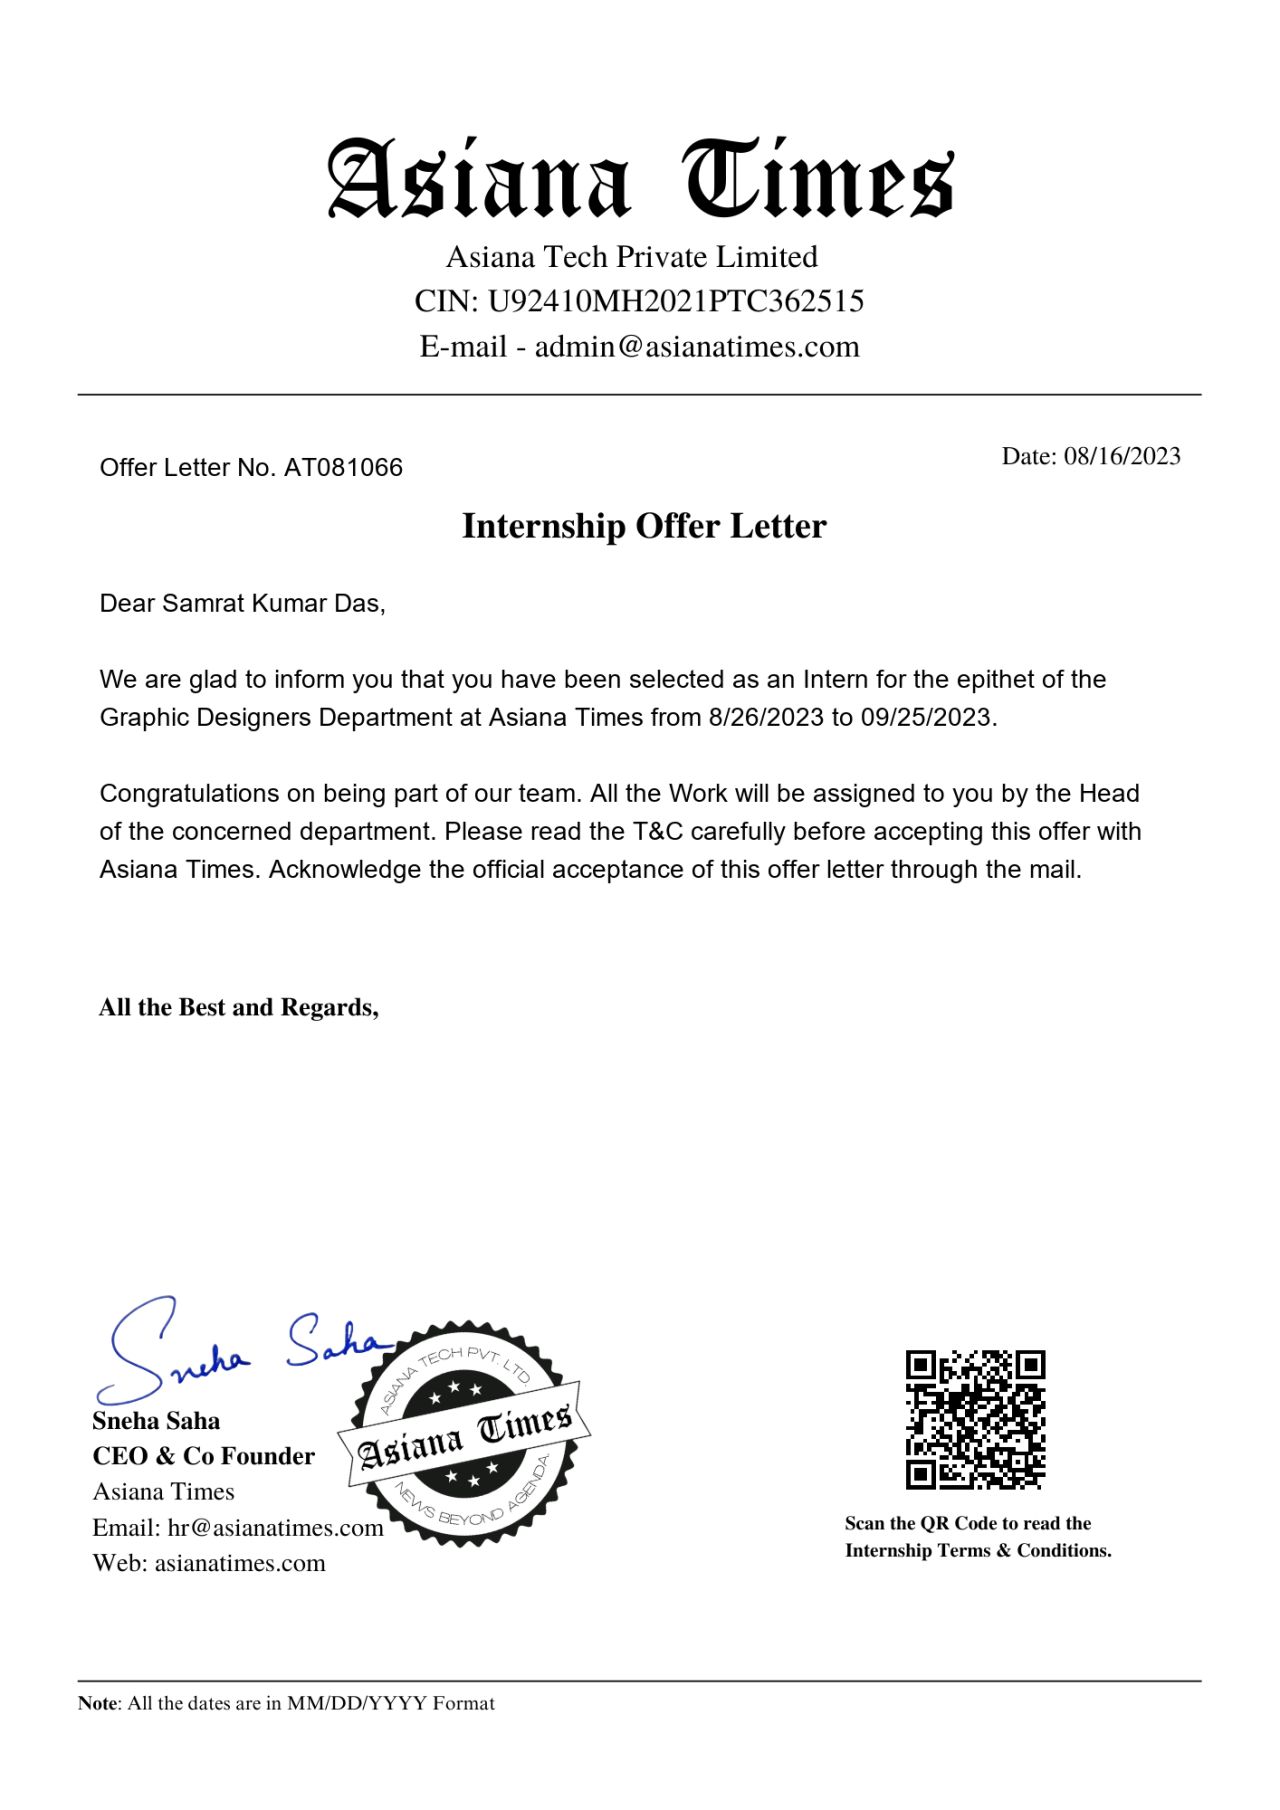 Asiana Times
Asiana Tech Private Limited
CIN: U92410MH2021PTC362515
E-mail - admin@asianatimes.com
Offer Letter No. AT081066
Date: 08/16/2023
Internship Offer Letter
Dear Samrat Kumar Das,
We are glad to inform you that you have been selected as an Intern for the epithet of the
Graphic Designers Department at Asiana Times from 8/26/2023 to 09/25/2023.
Congratulations on being part of our team. All the Work will be assigned to you by the Head
of the concerned department. Please read the T&C carefully before accepting this offer with
Asiana Times. Acknowledge the official acceptance of this offer letter through the mail.
All the Best and Regards,
Sneha Saha
Sneha Saha
CEO & Co Founder
Asiana Times
Email: hr@asianatimes.com
Web: asianatimes.com
ASIANA TECH PVT. LTD.
Asiana Times
NEWS BEYOND AGENDA.
Scan the QR Code to read the
Internship Terms & Conditions.
Note: All the dates are in MM/DD/YYYY Format